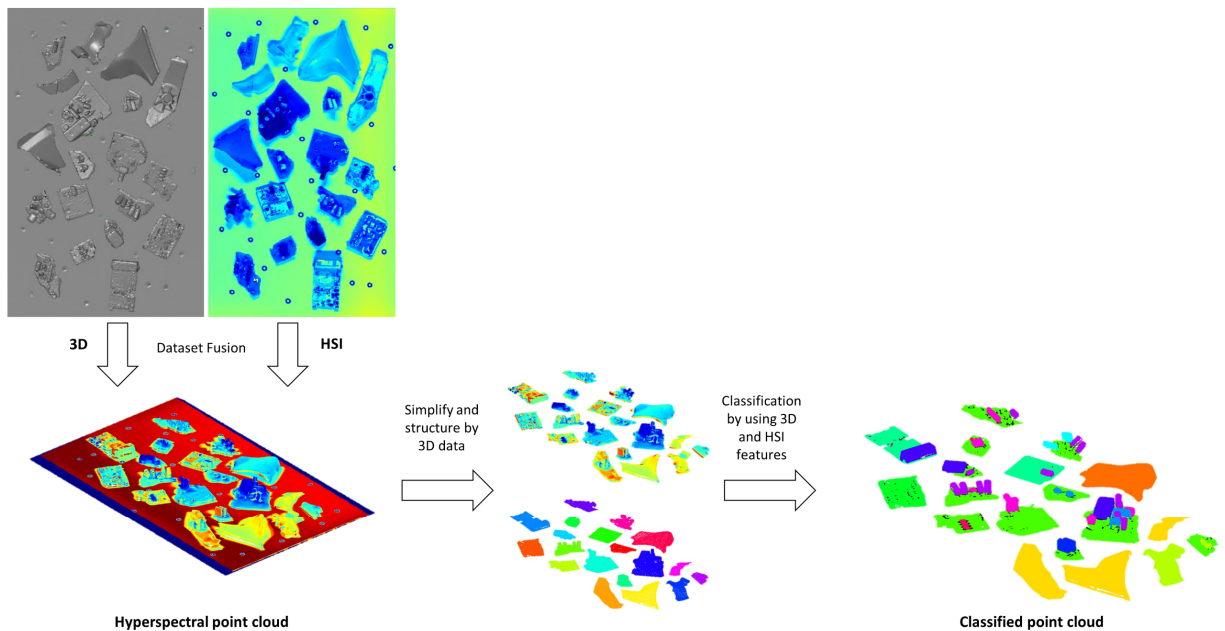 3D
Dataset Fusion
HSI
Simplify and
structure by
3D data
Classification
by using 3D
and HSI
features
Hyperspectral point cloud
Classified point cloud